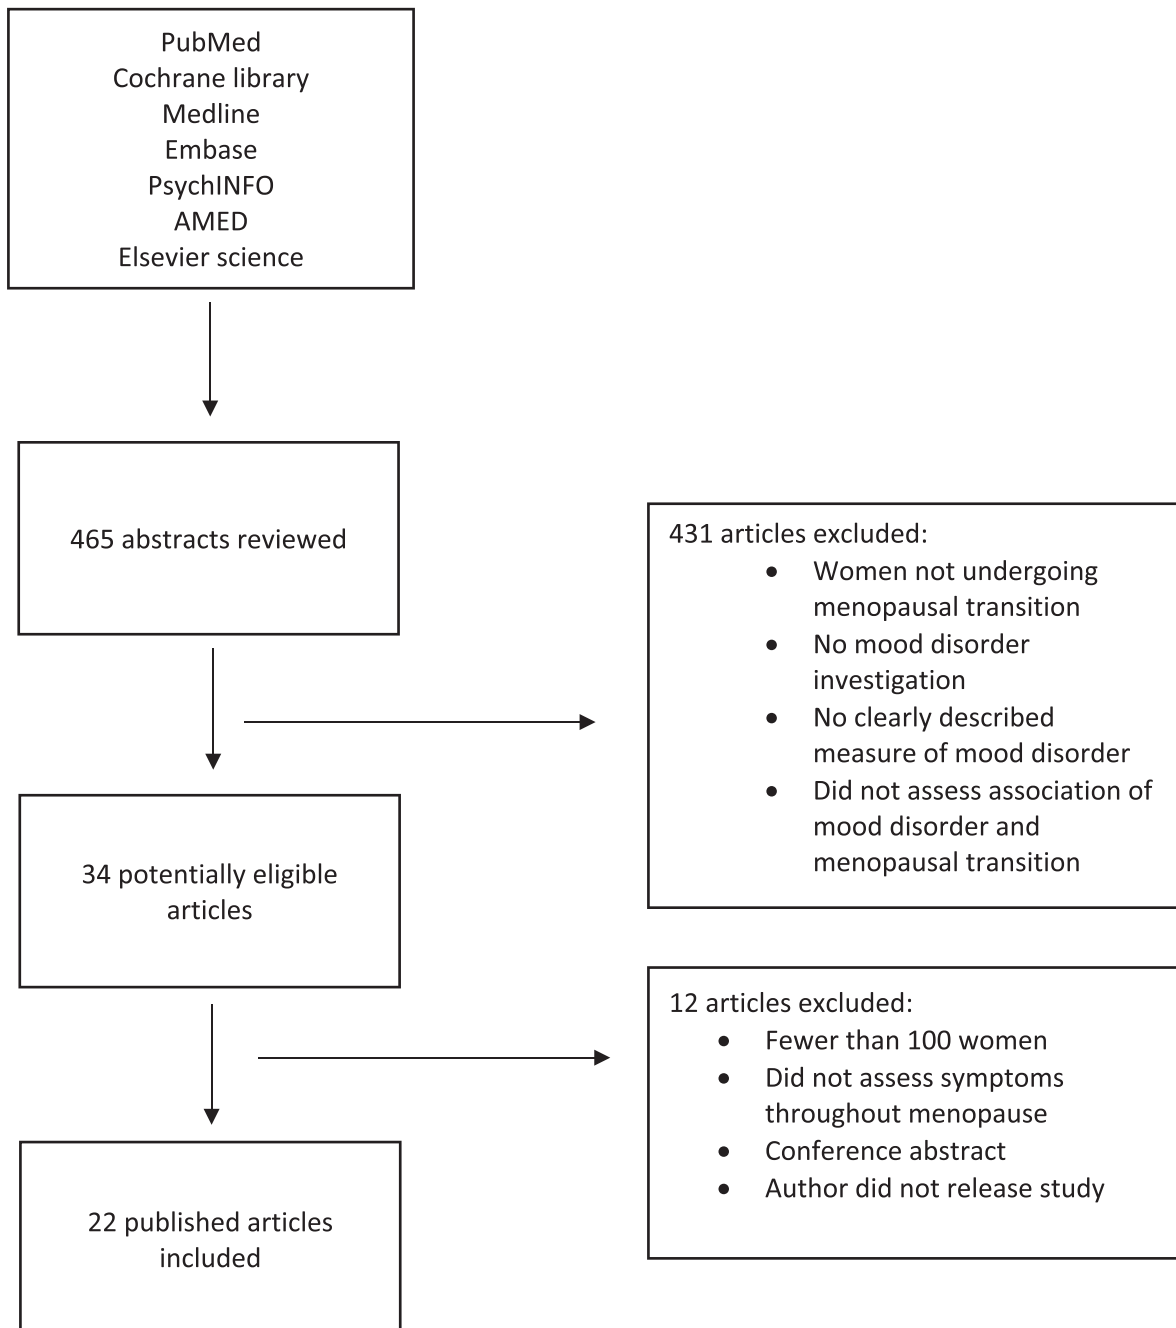 PubMed
Cochrane library
Medline
Embase
PsychINFO
AMED
Elsevier science
465 abstracts reviewed
431 articles excluded:
• Women not undergoing
menopausal transition
• No mood disorder
investigation
• No clearly described
measure of mood disorder
• Did not assess association of
mood disorder and
menopausal transition
34 potentially eligible
articles
12 articles excluded:
• Fewer than 100 women
• Did not assess symptoms
throughout menopause
• Conference abstract
• Author did not release study
22 published articles
included